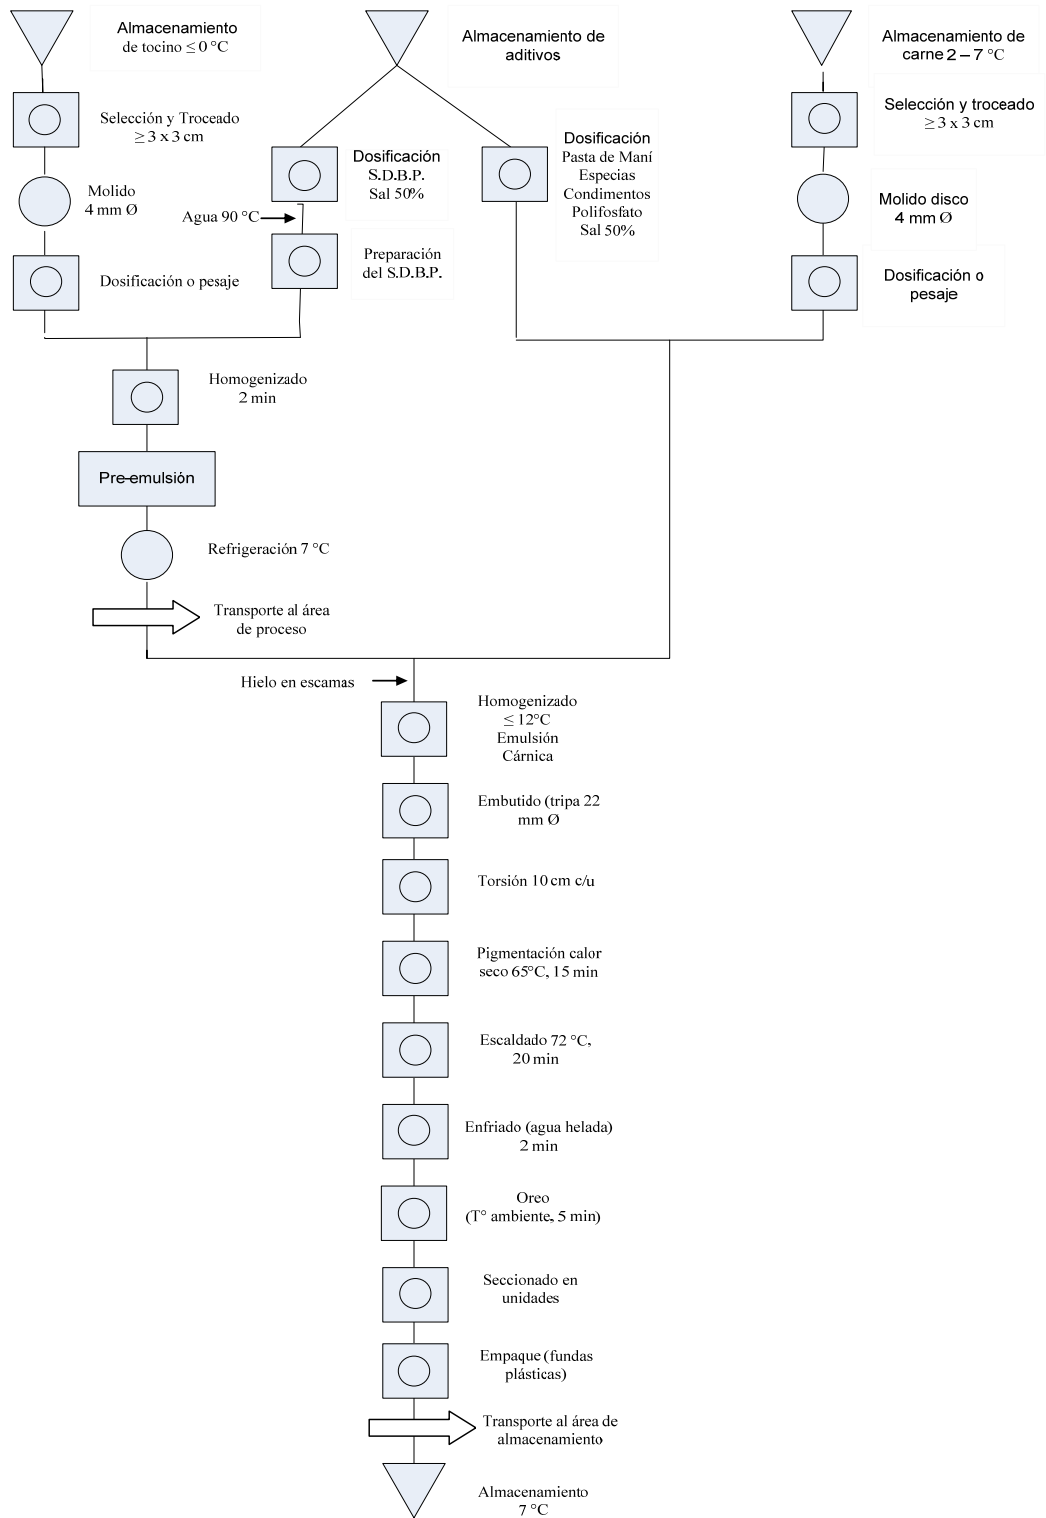 Almacenamiento
de tocino ≤ 0 °C
Almacenamiento de
aditivos
Almacenamiento de
carne 2 – 7 °C
Selección y Troceado
≥ 3 x 3 cm
Dosificación
S.D.B.P.
Sal 50%
Dosificación
Pasta de Maní
Especias
Condimentos
Polifosfato
Sal 50%
Selección y troceado
≥ 3 x 3 cm
Molido
4 mm Ø
Agua 90 °C
Molido disco
4 mm Ø
Dosificación o pesaje
Preparación
del S.D.B.P.
Dosificación o
pesaje
Homogenizado
2 min
Pre-emulsión
Refrigeración 7 °C
Transporte al área
de proceso
Hielo en escamas
Homogenizado
≤ 12°C
Emulsión
Cárnica
Embutido (tripa 22
mm Ø
Torsión 10 cm c/u
Pigmentación calor
seco 65°C, 15 min
Escaldado 72 °C,
20 min
Enfriado (agua helada)
2 min
Oreo
(T° ambiente, 5 min)
Seccionado en
unidades
Empaque (fundas
plásticas)
Transporte al área de
almacenamiento
Almacenamiento
7 °C